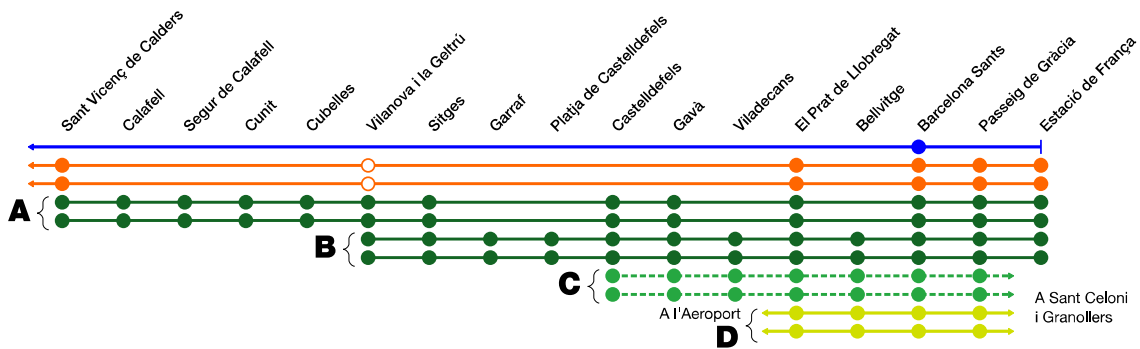 Sant Vicenç de Calders
Calafell
Segur de Calafell
Cunit
Cubelles
Vilanova i la Geltrú
Sitges
Garraf
Platja de Castelldefels
Castelldefels
Gavà
Viladecans
El Prat de Llobregat
Bellvitge
Barcelona Sants
Passeig de Gràcia
Estació de França
A
B
C
A Sant Celoni
i Granollers
A l'Aeroport
D